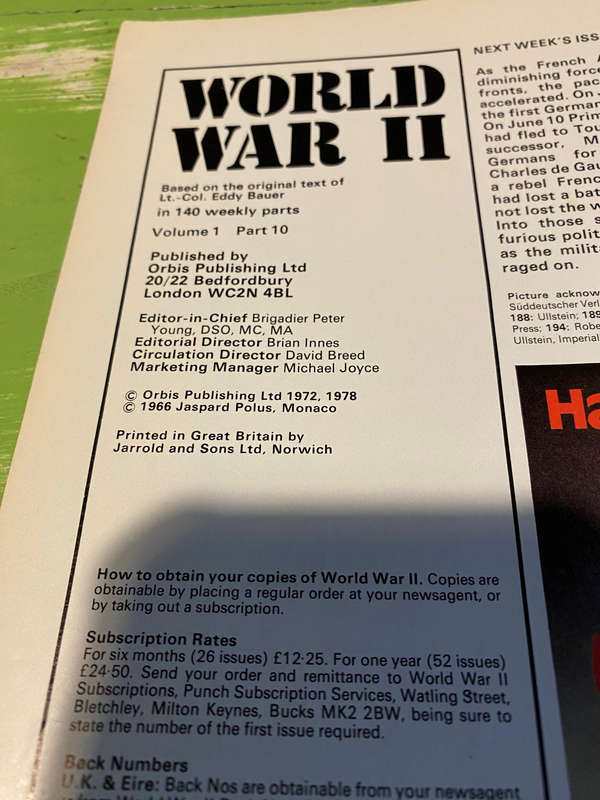 WORLD
WAR II
Based on the original text of
Lt.-Col. Eddy Bauer
in 140 weekly parts
Volume 1 Part 10
Published by
Orbis Publishing Ltd
20/22 Bedfordbury
London WC2N 4BL
Editor-in-Chief Brigadier Peter
Young, DSO, MC, MA
Editorial Director Brian Innes
Circulation Director David Breed
Marketing Manager Michael Joyce
© Orbis Publishing Ltd 1972, 1978
© 1966 Jaspard Polus, Monaco
Printed in Great Britain by
Jarrold and Sons Ltd, Norwich
How to obtain your copies of World War II. Copies are
obtainable by placing a regular order at your newsagent, or
by taking out a subscription.
Subscription Rates
For six months (26 issues) £12·25. For one year (52 issues)
£24·50. Send your order and remittance to World War II
Subscriptions, Punch Subscription Services, Watling Street,
Bletchley, Milton Keynes, Bucks MK2 2BW, being sure to
state the number of the first issue required.
Back Numbers
U.K. & Eire: Back Nos are obtainable from your newsagent
NEXT WEEK'S ISS
As the French A
diminishing force
fronts, the pac
accelerated. On
the first German
On June 10 Prim
had fled to Tou
successor, M
Germans for
Charles de Gau
a rebel Frenc
had lost a bat
not lost the w
Into those s
furious polit
as the milit
raged on.
Picture acknow
Süddeutscher Verl
188: Ullstein; 189
Press; 194: Robe
Ullstein, Imperial
Ha